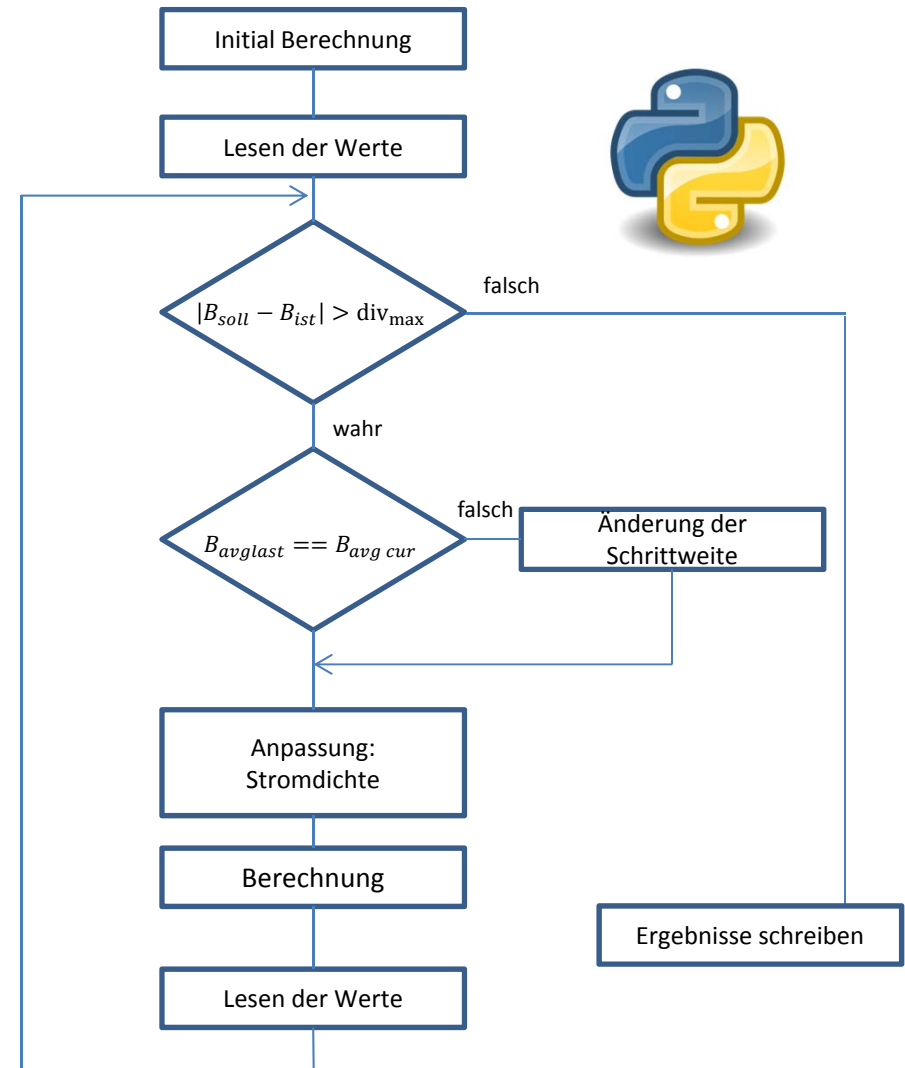 Initial Berechnung
Lesen der Werte
falsch
|B_soll − B_ist| > div_max
wahr
falsch
Änderung der
Schrittweite
B_avglast == B_avg cur
Anpassung:
Stromdichte
Berechnung
Ergebnisse schreiben
Lesen der Werte